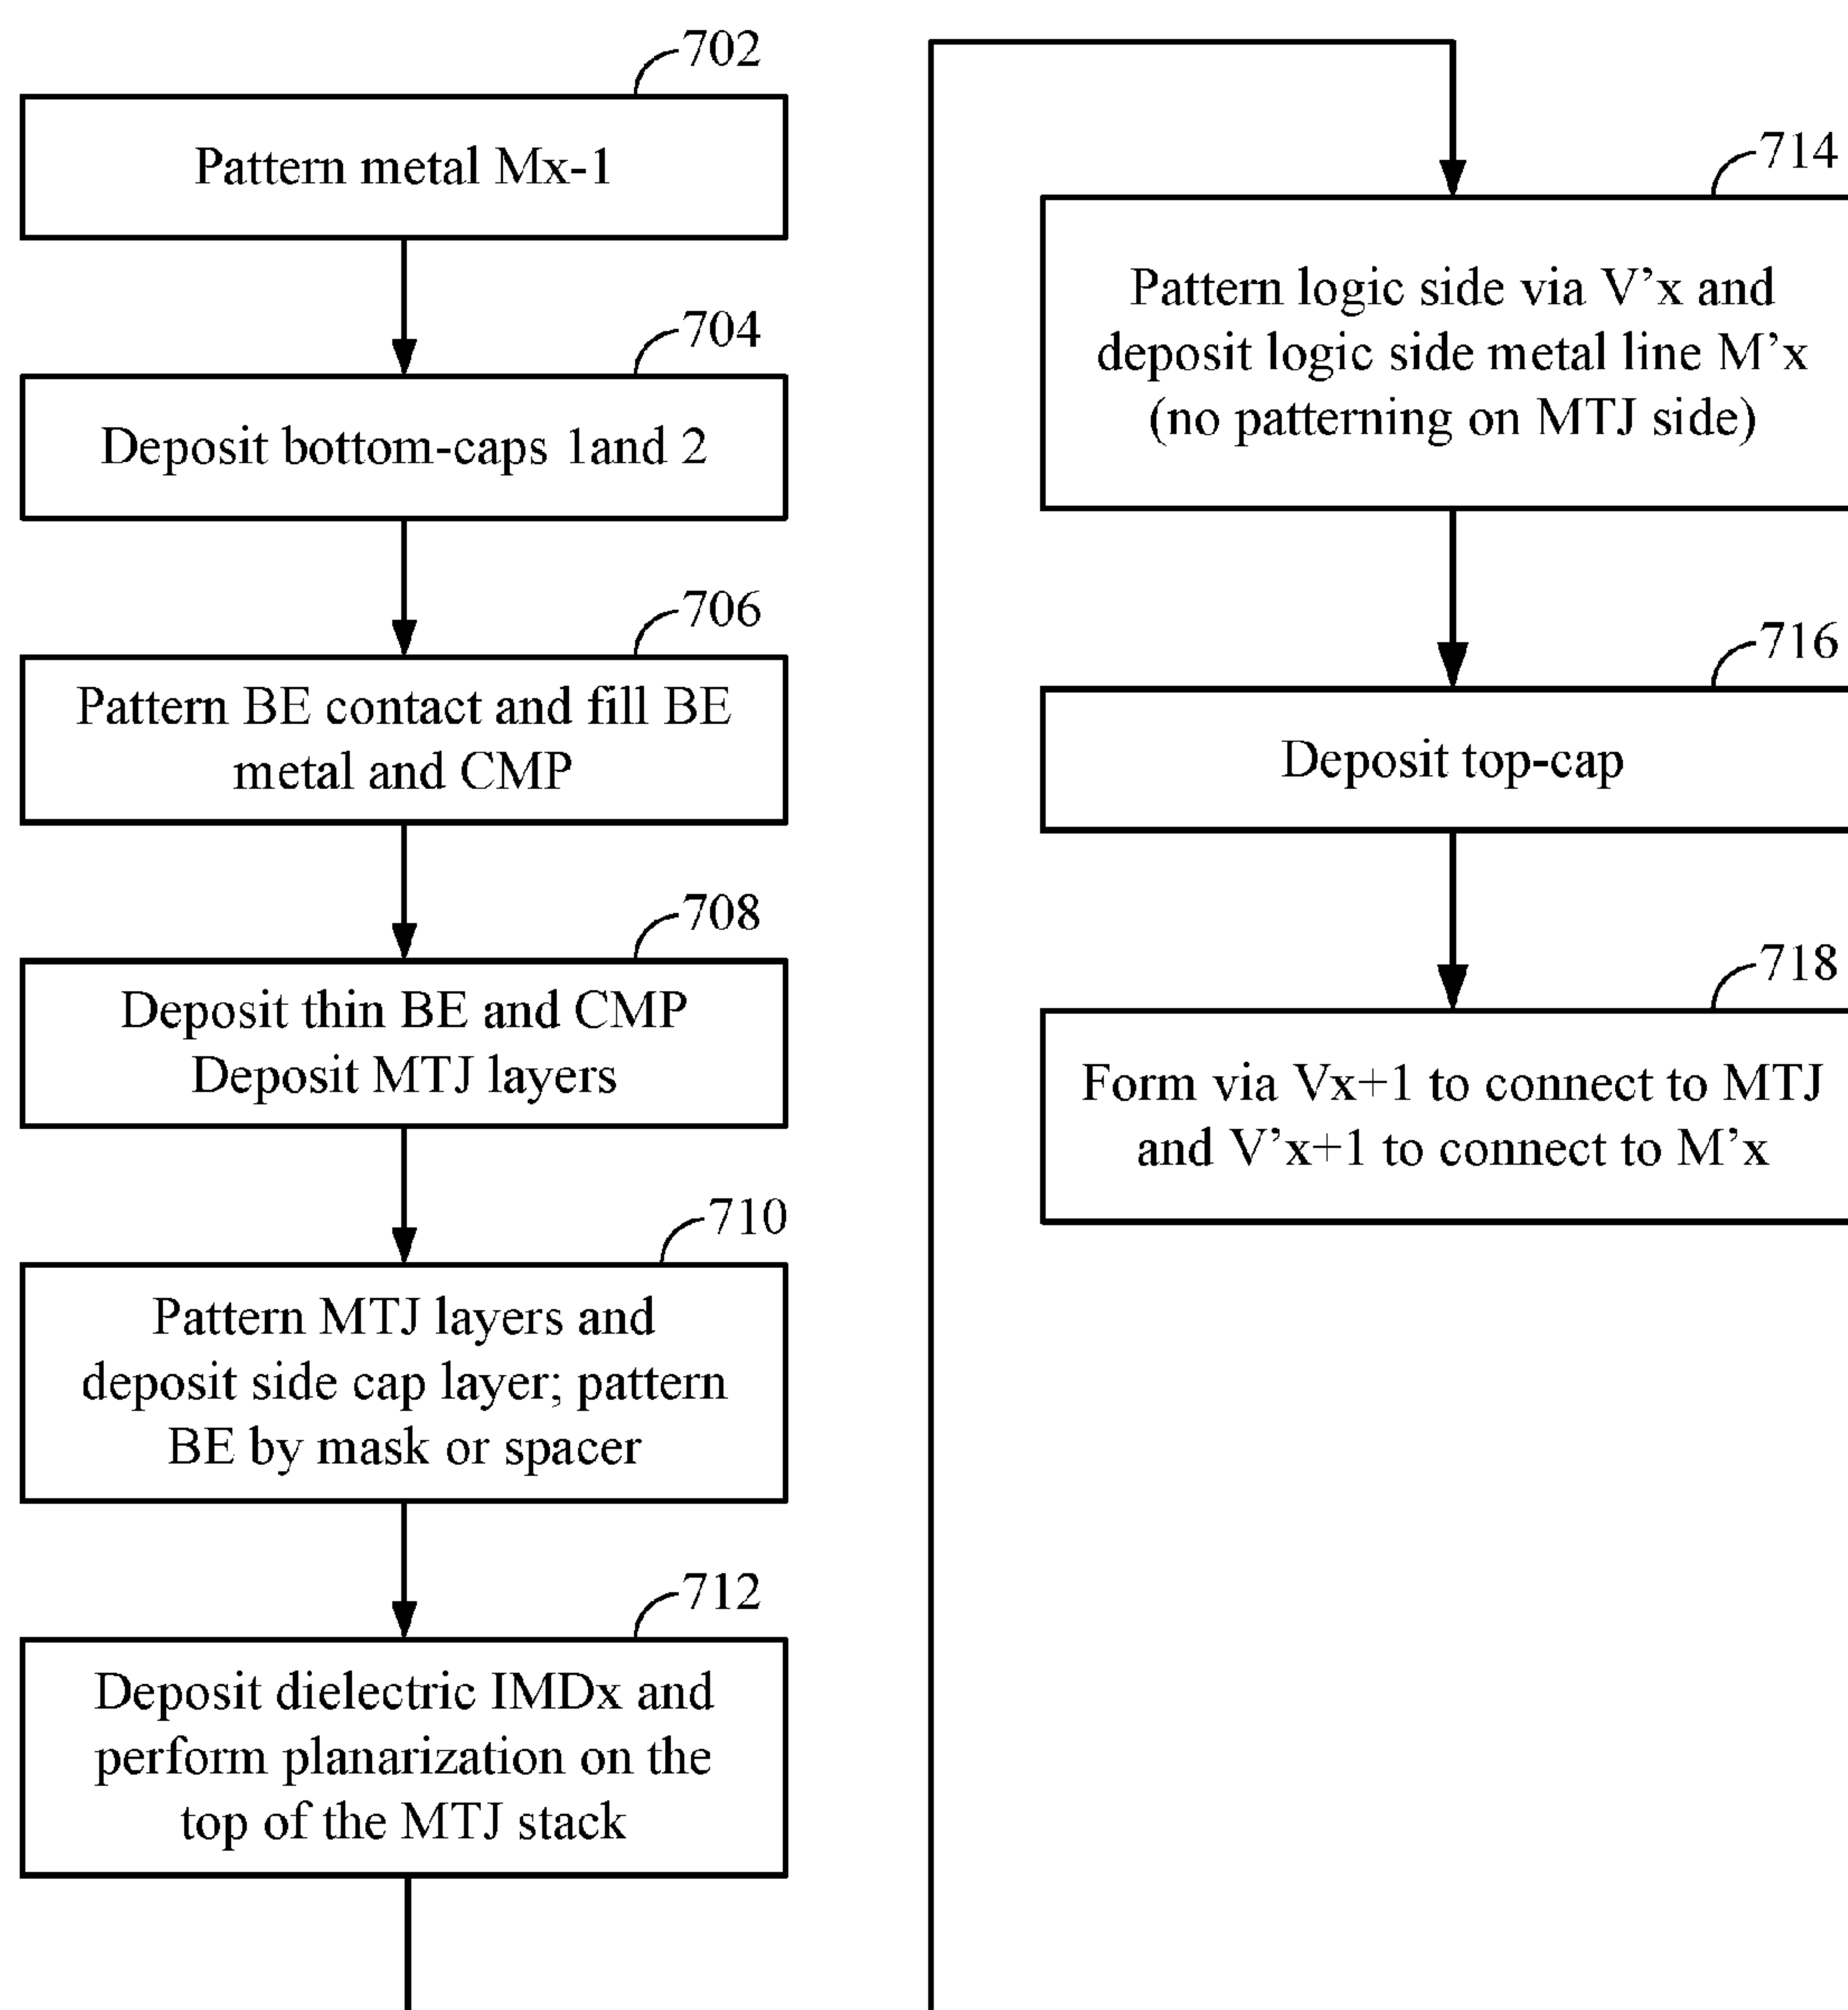 702
Pattern metal Mx-1
704
Deposit bottom-caps 1and 2
706
Pattern BE contact and fill BE
metal and CMP
708
Deposit thin BE and CMP
Deposit MTJ layers
710
Pattern MTJ layers and
deposit side cap layer; pattern
BE by mask or spacer
712
Deposit dielectric IMDx and
perform planarization on the
top of the MTJ stack
714
Pattern logic side via V’x and
deposit logic side metal line M’x
(no patterning on MTJ side)
716
Deposit top-cap
718
Form via Vx+1 to connect to MTJ
and V’x+1 to connect to M’x